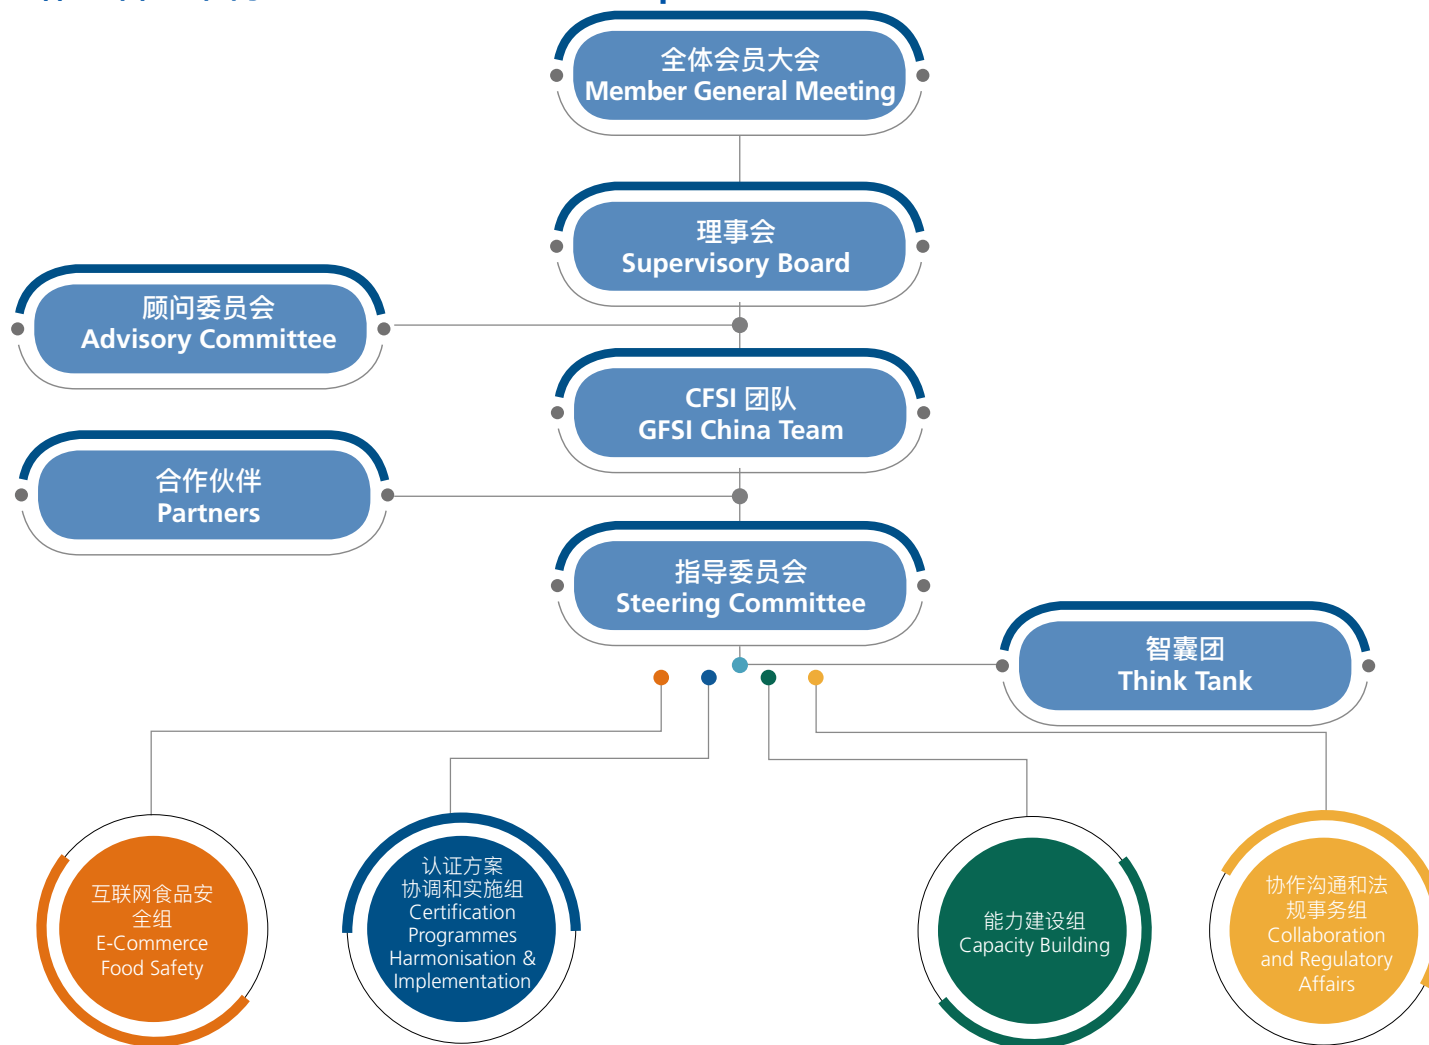 全体会员大会
Member General Meeting
理事会
Supervisory Board
顾问委员会
Advisory Committee
CFSI 团队
GFSI China Team
合作伙伴
Partners
指导委员会
Steering Committee
智囊团
Think Tank
互联网食品安
全组
E-Commerce
Food Safety
认证方案
协调和实施组
Certification
Programmes
Harmonisation &
Implementation
能力建设组
Capacity Building
协作沟通和法
规事务组
Collaboration
and Regulatory
Affairs